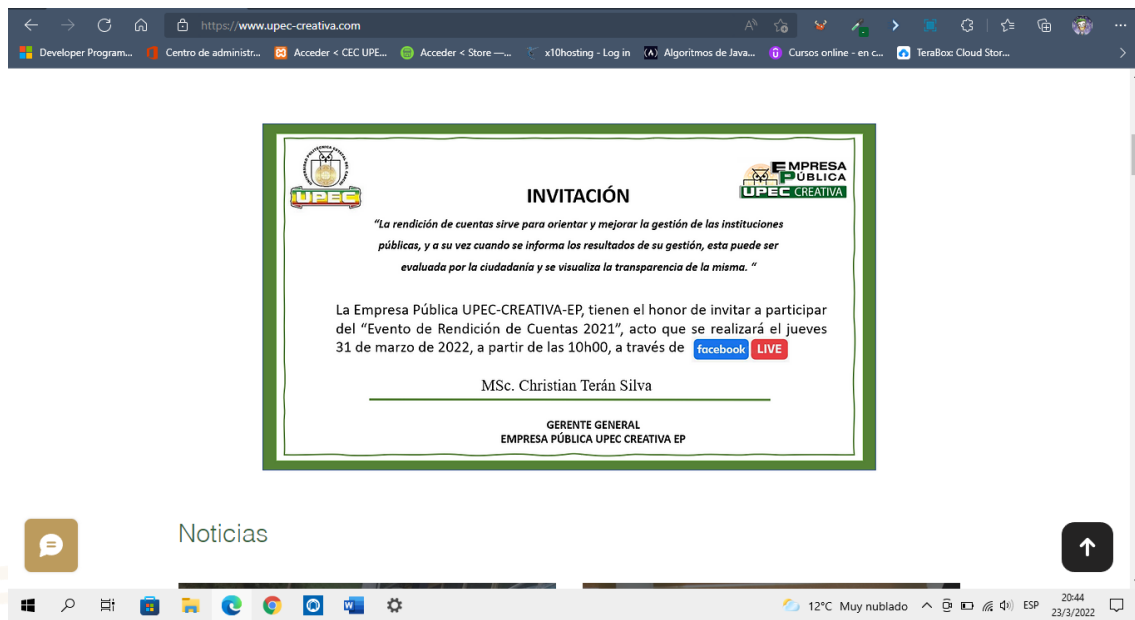 https://www.upec-creativa.com
Developer Program... Centro de administr... Acceder < CEC UPE... Acceder < Store —... x10hosting - Log in Algoritmos de Java... Cursos online - en c... TeraBox: Cloud Stor...
UNIVERSIDAD POLITÉCNICA ESTATAL DEL CARCHI
UPEC
EMPRESA
PÚBLICA
UPEC CREATIVA
INVITACIÓN
"La rendición de cuentas sirve para orientar y mejorar la gestión de las instituciones
públicas, y a su vez cuando se informa los resultados de su gestión, esta puede ser
evaluada por la ciudadanía y se visualiza la transparencia de la misma. "
La Empresa Pública UPEC-CREATIVA-EP, tienen el honor de invitar a participar
del "Evento de Rendición de Cuentas 2021", acto que se realizará el jueves
31 de marzo de 2022, a partir de las 10h00, a través de facebook LIVE
MSc. Christian Terán Silva
GERENTE GENERAL
EMPRESA PÚBLICA UPEC CREATIVA EP
Noticias
12°C Muy nublado ESP 20:44
23/3/2022